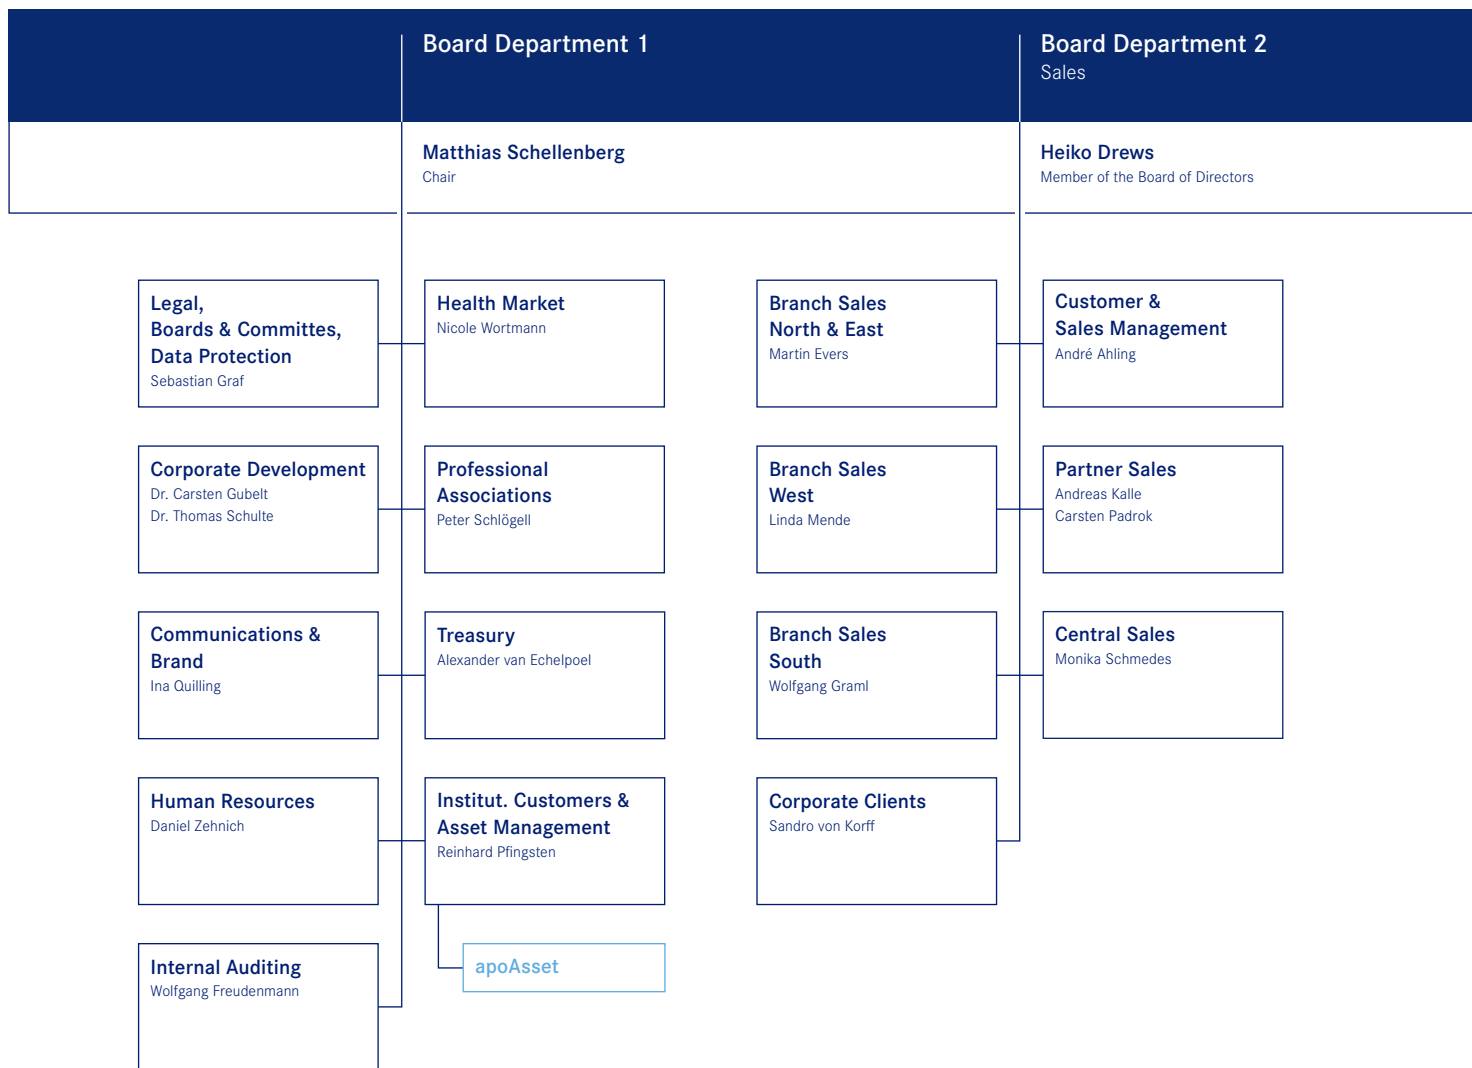 Board Department 1
Board Department 2
Sales
Matthias Schellenberg
Chair
Heiko Drews
Member of the Board of Directors
Legal,
Boards & Committes,
Data Protection
Sebastian Graf
Health Market
Nicole Wortmann
Branch Sales
North & East
Martin Evers
Customer &
Sales Management
André Ahling
Corporate Development
Dr. Carsten Gubelt
Dr. Thomas Schulte
Professional
Associations
Peter Schlögell
Branch Sales
West
Linda Mende
Partner Sales
Andreas Kalle
Carsten Padrok
Communications &
Brand
Ina Quilling
Treasury
Alexander van Echelpoel
Branch Sales
South
Wolfgang Graml
Central Sales
Monika Schmedes
Human Resources
Daniel Zehnich
Institut. Customers &
Asset Management
Reinhard Pfingsten
Corporate Clients
Sandro von Korff
Internal Auditing
Wolfgang Freudenmann
apoAsset